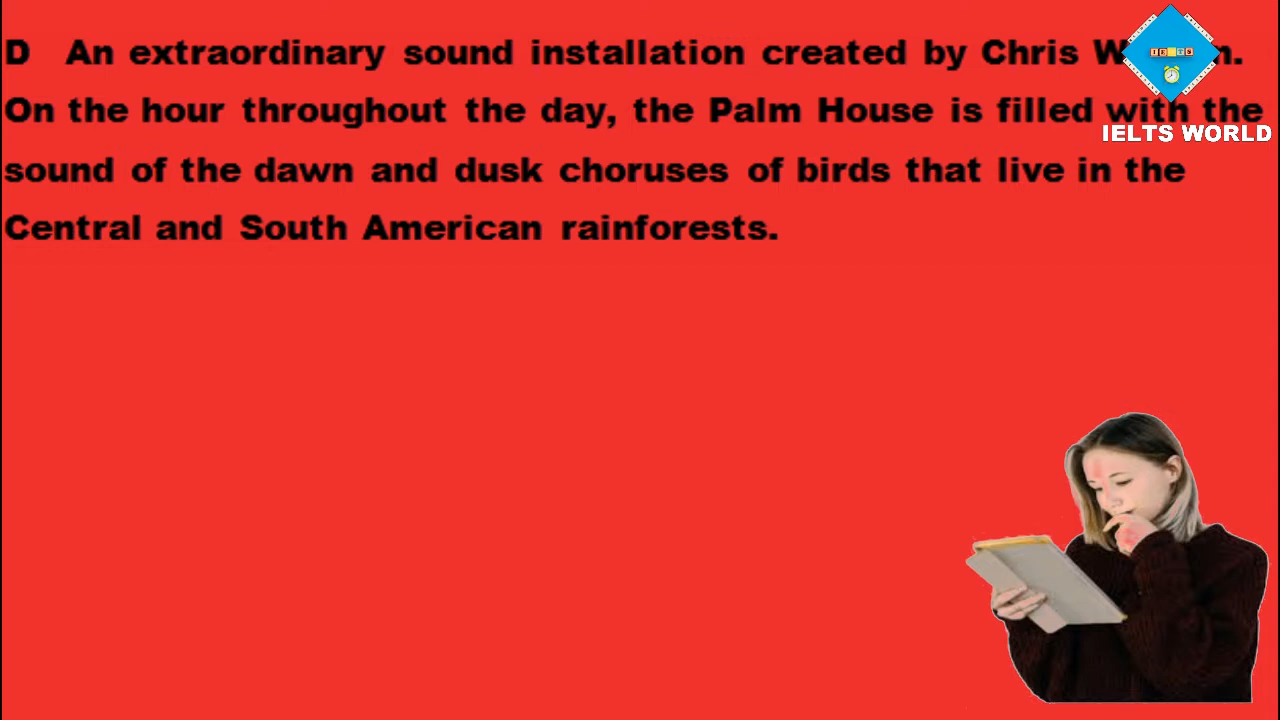 D An extraordinary sound installation created by Chris
On the hour throughout the day, the Palm House is filled with the
sound of the dawn and dusk choruses of birds that live in the
Central and South American rainforests.
IELTS
IELTS WORLD